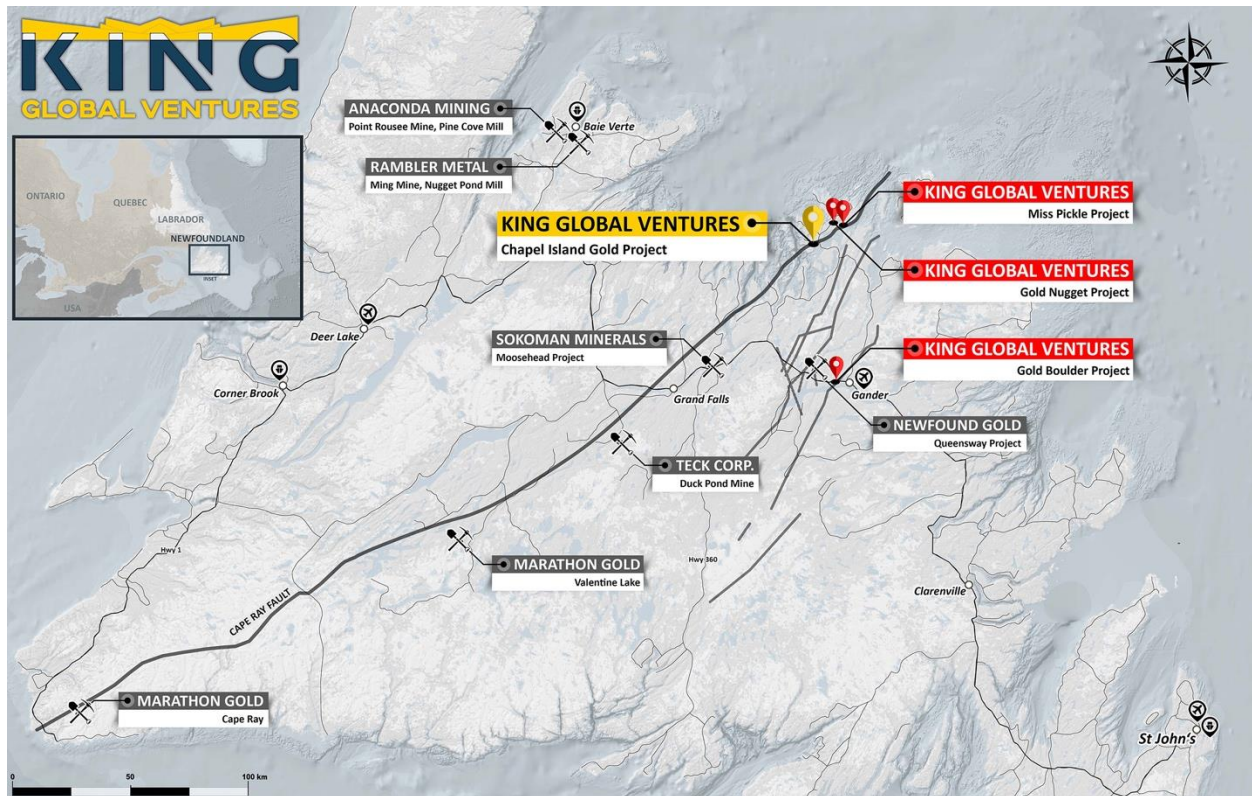 KING
GLOBAL VENTURES
ONTARIO
QUEBEC
LABRADOR
NEWFOUNDLAND
INSET
USA
ANACONDA MINING
Point Rousee Mine, Pine Cove Mill
Baie Verte
RAMBLER METAL
Ming Mine, Nugget Pond Mill
KING GLOBAL VENTURES
Chapel Island Gold Project
KING GLOBAL VENTURES
Miss Pickle Project
KING GLOBAL VENTURES
Gold Nugget Project
Deer Lake
SOKOMAN MINERALS
Moosehead Project
KING GLOBAL VENTURES
Gold Boulder Project
Corner Brook
Grand Falls
Gander
NEWFOUND GOLD
Queensway Project
TECK CORP.
Duck Pond Mine
Hwy 1
MARATHON GOLD
Valentine Lake
Hwy 360
CAPE RAY FAULT
Clarenville
MARATHON GOLD
Cape Ray
St John's
0 50 100 km